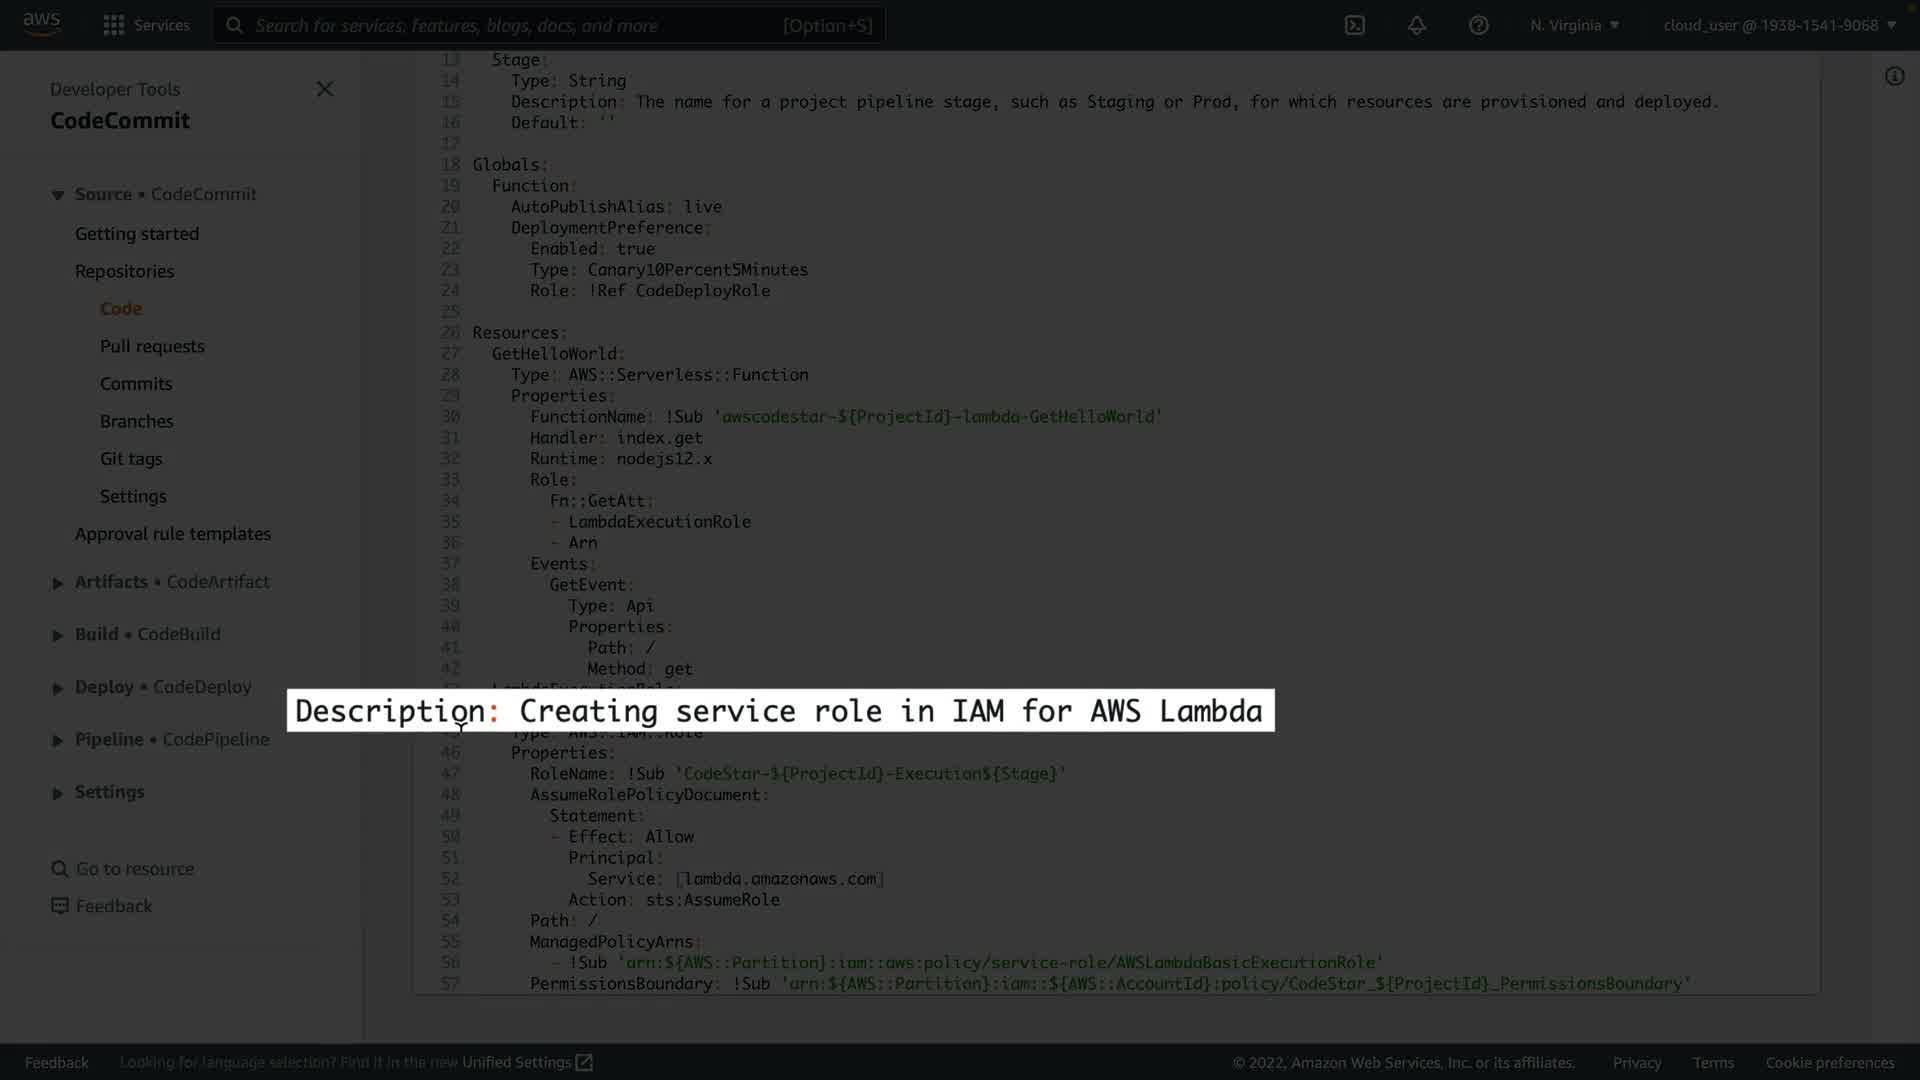 aws
Services
Search for services, features, blogs, docs, and more
[Option+S]
N. Virginia
cloud_user @ 1938-1541-9068
Developer Tools
CodeCommit
Source • CodeCommit
Getting started
Repositories
Code
Pull requests
Commits
Branches
Git tags
Settings
Approval rule templates
Artifacts • CodeArtifact
Build • CodeBuild
Deploy • CodeDeploy
Pipeline • CodePipeline
Settings
Go to resource
Feedback
13 Stage:
14 Type: String
15 Description: The name for a project pipeline stage, such as Staging or Prod, for which resources are provisioned and deployed.
16 Default: ''
17
18 Globals:
19 Function:
20 AutoPublishAlias: live
21 DeploymentPreference:
22 Enabled: true
23 Type: Canary10Percent5Minutes
24 Role: !Ref CodeDeployRole
25
26 Resources:
27 GetHelloWorld:
28 Type: AWS::Serverless::Function
29 Properties:
30 FunctionName: !Sub 'awscodestar-${ProjectId}-lambda-GetHelloWorld'
31 Handler: index.get
32 Runtime: nodejs12.x
33 Role:
34 Fn::GetAtt:
35 - LambdaExecutionRole
36 - Arn
37 Events:
38 GetEvent:
39 Type: Api
40 Properties:
41 Path: /
42 Method: get
Description: Creating service role in IAM for AWS Lambda
45 Type: AWS::IAM::Role
46 Properties:
47 RoleName: !Sub 'CodeStar-${ProjectId}-Execution${Stage}'
48 AssumeRolePolicyDocument:
49 Statement:
50 - Effect: Allow
51 Principal:
52 Service: [lambda.amazonaws.com]
53 Action: sts:AssumeRole
54 Path: /
55 ManagedPolicyArns:
56 - !Sub 'arn:${AWS::Partition}:iam::aws:policy/service-role/AWSLambdaBasicExecutionRole'
57 PermissionsBoundary: !Sub 'arn:${AWS::Partition}:iam::${AWS::AccountId}:policy/CodeStar_${ProjectId}_PermissionsBoundary'
Feedback
Looking for language selection? Find it in the new Unified Settings
© 2022, Amazon Web Services, Inc. or its affiliates.
Privacy
Terms
Cookie preferences